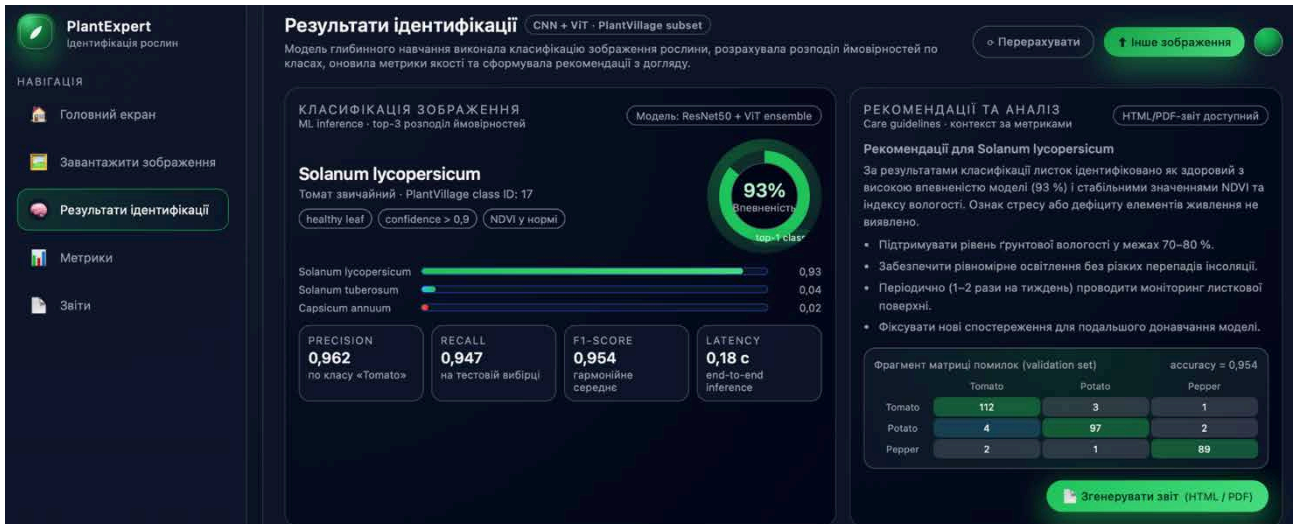 PlantExpert
Ідентифікація рослин
НАВІГАЦІЯ
Головний екран
Завантажити зображення
Результати ідентифікації
Метрики
Звіти
Результати ідентифікації
CNN + ViT · PlantVillage subset
Модель глибинного навчання виконала класифікацію зображення рослини, розрахувала розподіл ймовірностей по
класах, оновила метрики якості та сформувала рекомендації з догляду.
Перерахувати
Інше зображення
КЛАСИФІКАЦІЯ ЗОБРАЖЕННЯ
ML inference · top-3 розподіл ймовірностей
Модель: ResNet50 + ViT ensemble
Solanum lycopersicum
Томат звичайний · PlantVillage class ID: 17
healthy leaf
confidence > 0,9
NDVI у нормі
93%
Впевненість
top-1 class
Solanum lycopersicum 0,93
Solanum tuberosum 0,04
Capsicum annuum 0,02
PRECISION
0,962
по класу «Tomato»
RECALL
0,947
на тестовій вибірці
F1-SCORE
0,954
гармонійне
середнє
LATENCY
0,18 с
end-to-end
inference
РЕКОМЕНДАЦІЇ ТА АНАЛІЗ
Care guidelines · контекст за метриками
HTML/PDF-звіт доступний
Рекомендації для Solanum lycopersicum
За результатами класифікації листок ідентифіковано як здоровий з
високою впевненістю моделі (93 %) і стабільними значеннями NDVI та
індексу вологості. Ознак стресу або дефіциту елементів живлення не
виявлено.
• Підтримувати рівень ґрунтової вологості у межах 70–80 %.
• Забезпечити рівномірне освітлення без різких перепадів інсоляції.
• Періодично (1–2 рази на тиждень) проводити моніторинг листкової
поверхні.
• Фіксувати нові спостереження для подальшого донавчання моделі.
Фрагмент матриці помилок (validation set) accuracy = 0,954
Tomato Potato Pepper
Tomato 112 3 1
Potato 4 97 2
Pepper 2 1 89
Згенерувати звіт (HTML / PDF)